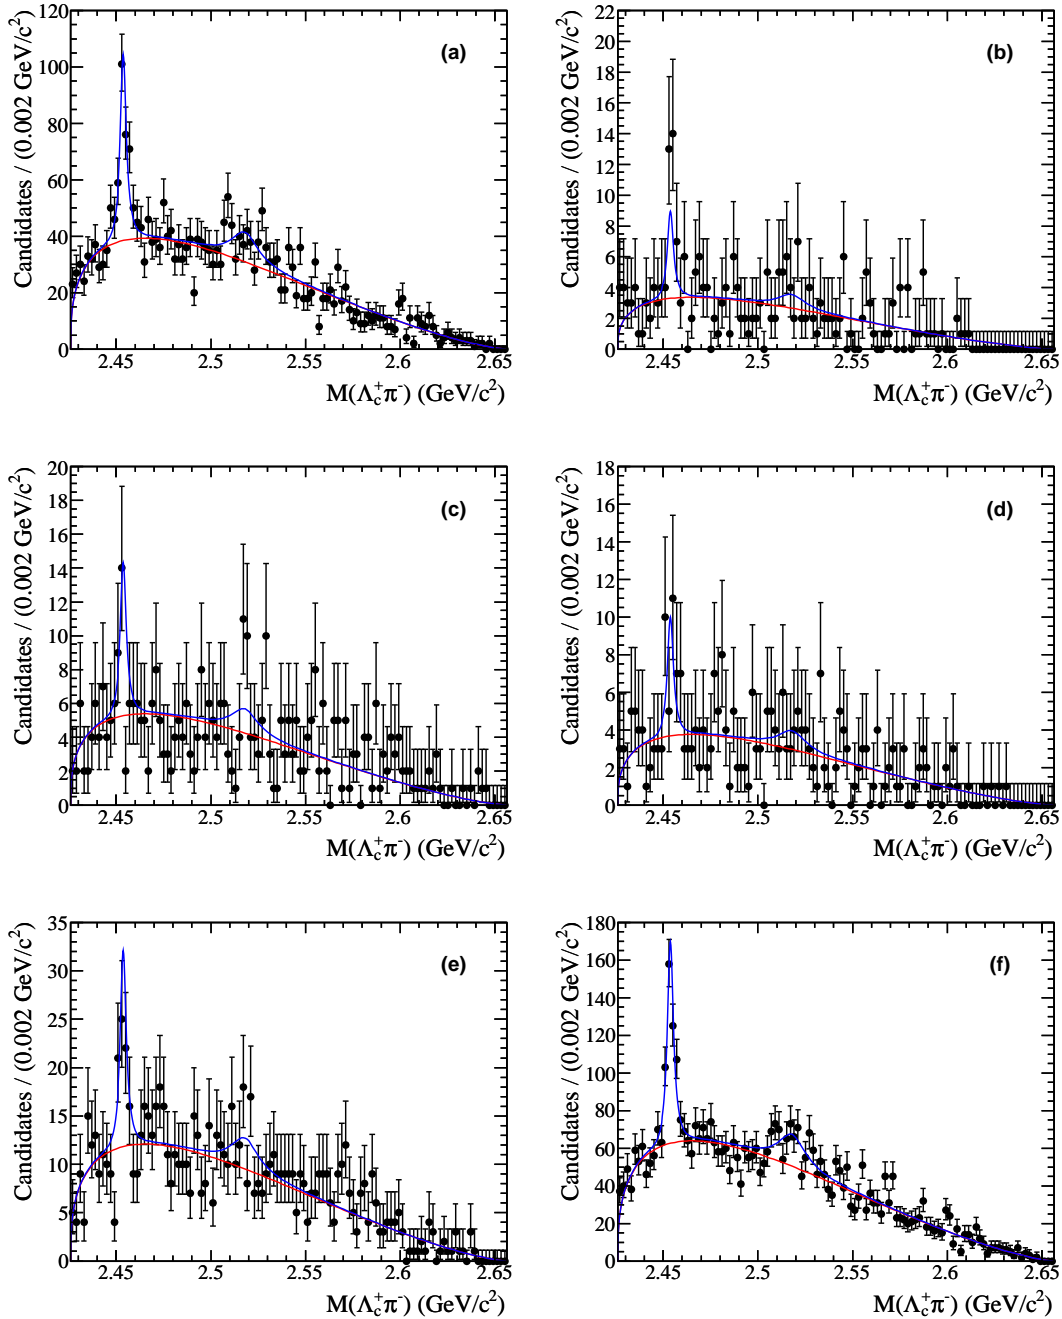 Candidates / (0.002 GeV/c²)
120
100
80
60
40
20
0
(a)
2.45 2.5 2.55 2.6 2.65
M(Λc⁺π⁻) (GeV/c²)
Candidates / (0.002 GeV/c²)
22
20
18
16
14
12
10
8
6
4
2
0
(b)
2.45 2.5 2.55 2.6 2.65
M(Λc⁺π⁻) (GeV/c²)
Candidates / (0.002 GeV/c²)
20
18
16
14
12
10
8
6
4
2
0
(c)
2.45 2.5 2.55 2.6 2.65
M(Λc⁺π⁻) (GeV/c²)
Candidates / (0.002 GeV/c²)
18
16
14
12
10
8
6
4
2
0
(d)
2.45 2.5 2.55 2.6 2.65
M(Λc⁺π⁻) (GeV/c²)
Candidates / (0.002 GeV/c²)
35
30
25
20
15
10
5
0
(e)
2.45 2.5 2.55 2.6 2.65
M(Λc⁺π⁻) (GeV/c²)
Candidates / (0.002 GeV/c²)
180
160
140
120
100
80
60
40
20
0
(f)
2.45 2.5 2.55 2.6 2.65
M(Λc⁺π⁻) (GeV/c²)